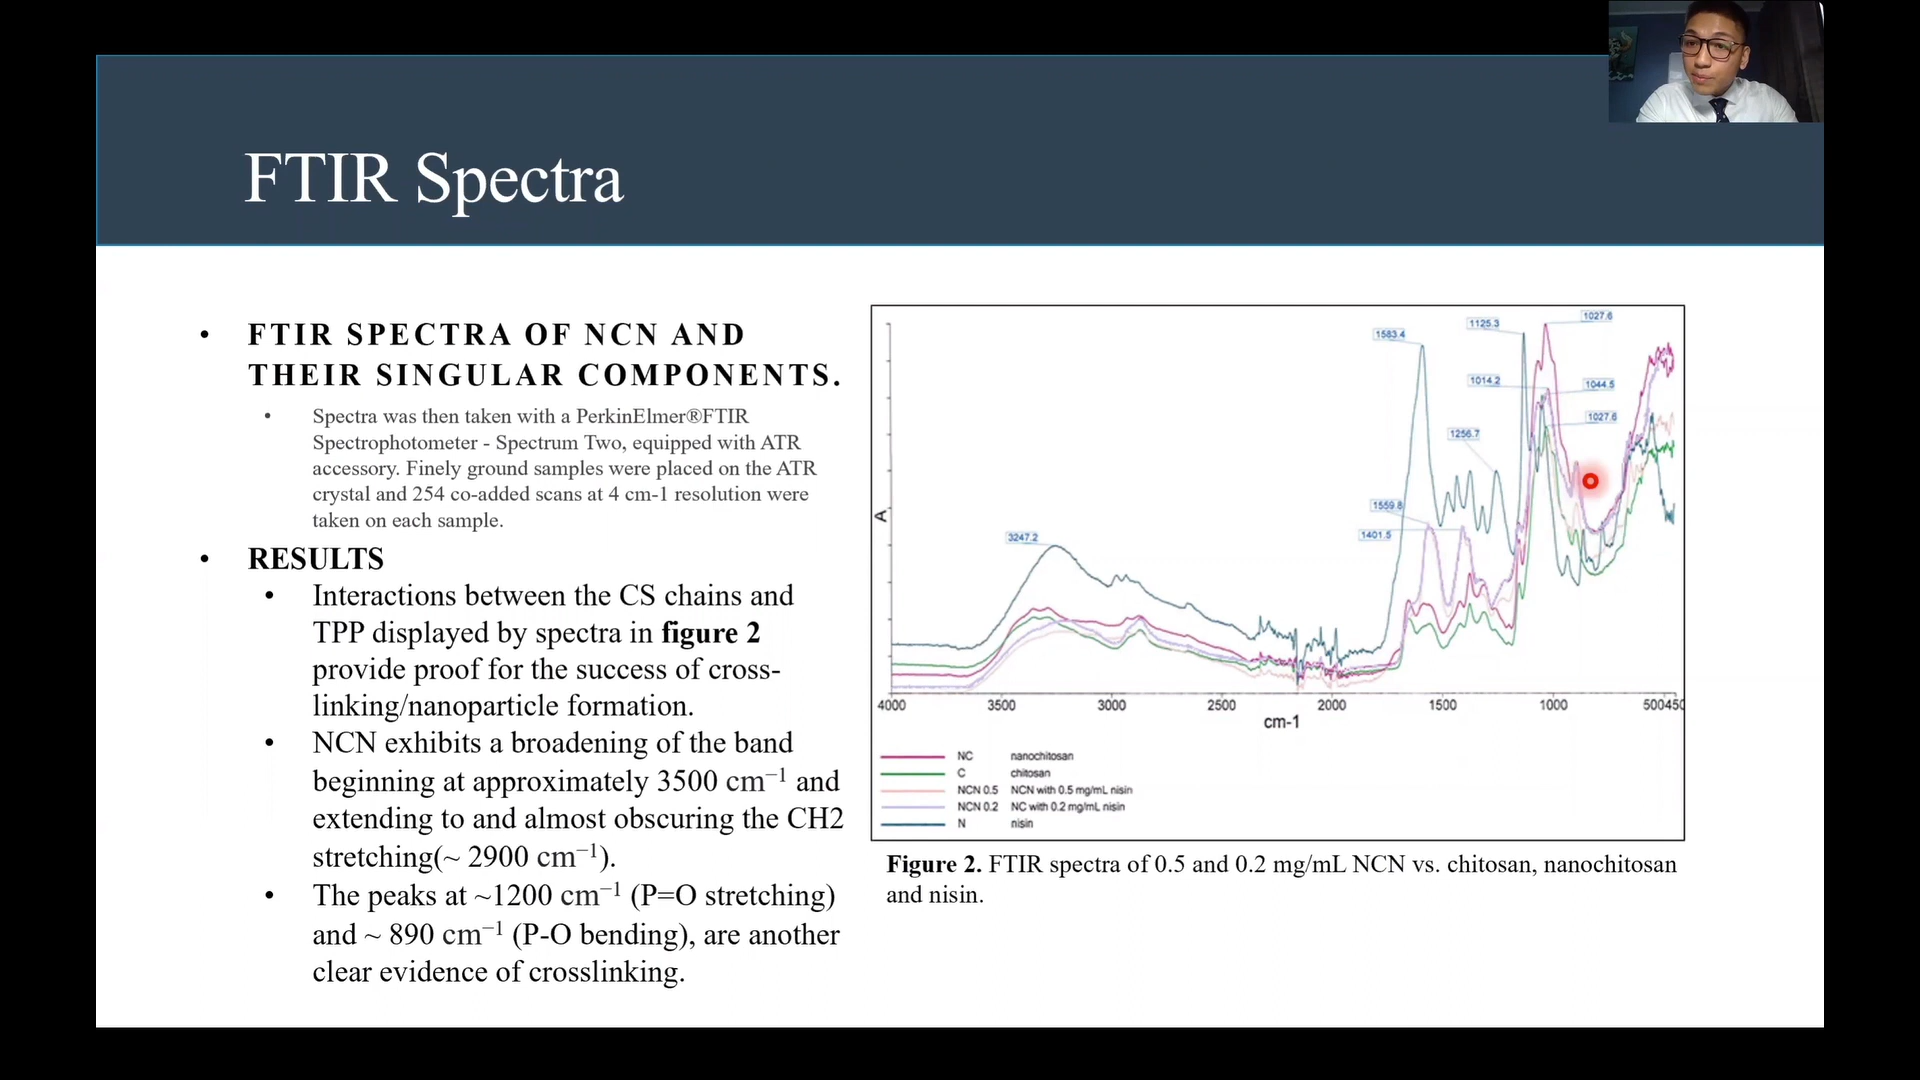 FTIR Spectra
• FTIR SPECTRA OF NCN AND
THEIR SINGULAR COMPONENTS.
• Spectra was then taken with a PerkinElmer®FTIR
Spectrophotometer - Spectrum Two, equipped with ATR
accessory. Finely ground samples were placed on the ATR
crystal and 254 co-added scans at 4 cm-1 resolution were
taken on each sample.
• RESULTS
• Interactions between the CS chains and
TPP displayed by spectra in figure 2
provide proof for the success of cross-
linking/nanoparticle formation.
• NCN exhibits a broadening of the band
beginning at approximately 3500 cm⁻¹ and
extending to and almost obscuring the CH2
stretching(~ 2900 cm⁻¹).
• The peaks at ~1200 cm⁻¹ (P=O stretching)
and ~ 890 cm⁻¹ (P-O bending), are another
clear evidence of crosslinking.
1027.6
1125.3
1583.4
1014.2
1044.5
1027.6
1256.7
1559.8
1401.5
3247.2
A
4000 3500 3000 2500 2000 1500 1000 500450
cm-1
NC nanochitosan
C chitosan
NCN 0.5 NCN with 0.5 mg/mL nisin
NCN 0.2 NC with 0.2 mg/mL nisin
N nisin
Figure 2. FTIR spectra of 0.5 and 0.2 mg/mL NCN vs. chitosan, nanochitosan
and nisin.